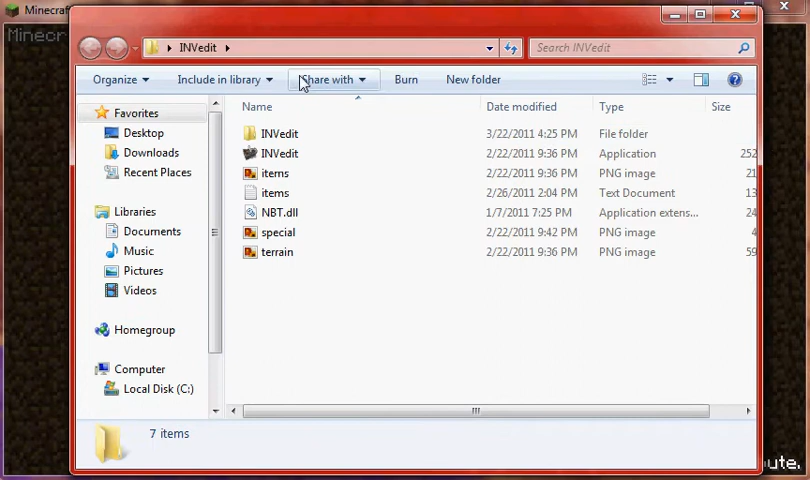 Minecraft
Minecr
INVedit
Search INVedit
Organize Include in library Share with Burn New folder
Name Date modified Type Size
Favorites
Desktop
Downloads
Recent Places
Libraries
Documents
Music
Pictures
Videos
Homegroup
Computer
Local Disk (C:)
INVedit 3/22/2011 4:25 PM File folder
INVedit 2/22/2011 9:36 PM Application 252
items 2/22/2011 9:36 PM PNG image 21
items 2/26/2011 2:04 PM Text Document 13
NBT.dll 1/7/2011 7:25 PM Application extens... 24
special 2/22/2011 9:42 PM PNG image 4
terrain 2/22/2011 9:36 PM PNG image 59
7 items
bute.